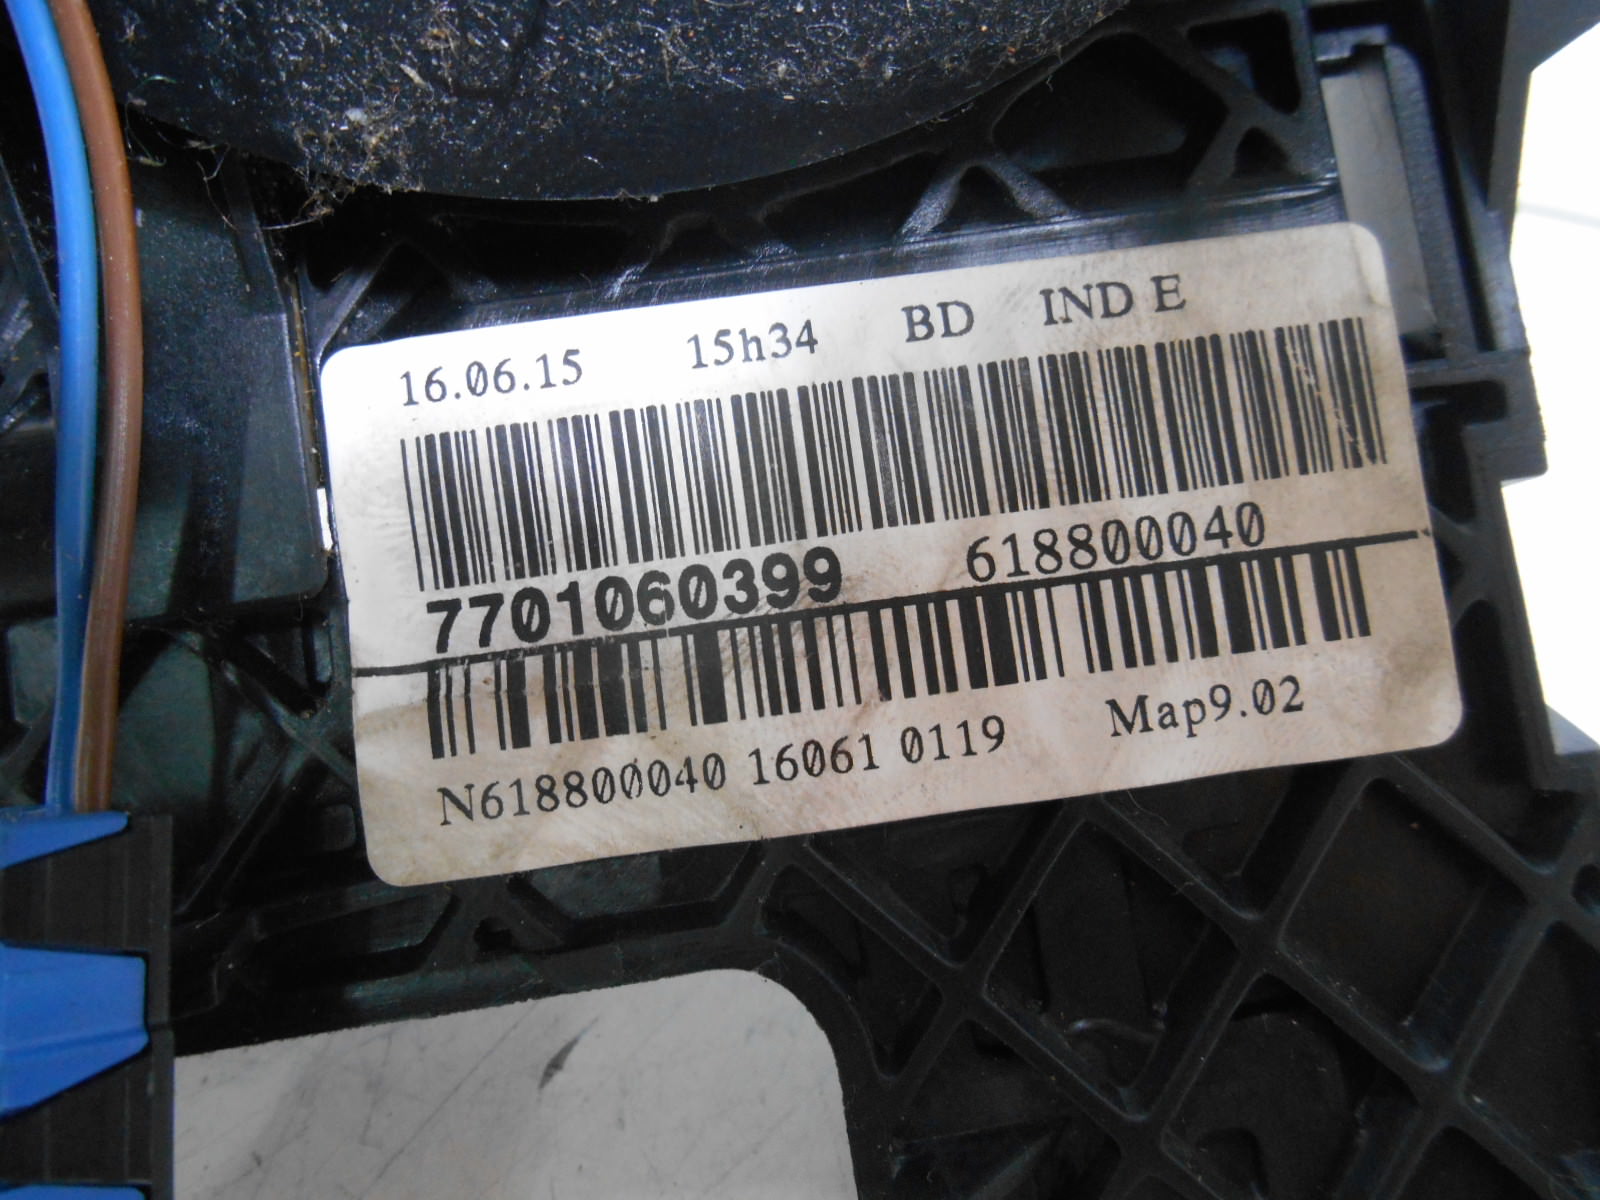 16.06.15 15h34 BD IND E
7701060399 618800040
N618800040 16061 0119 Map9.02